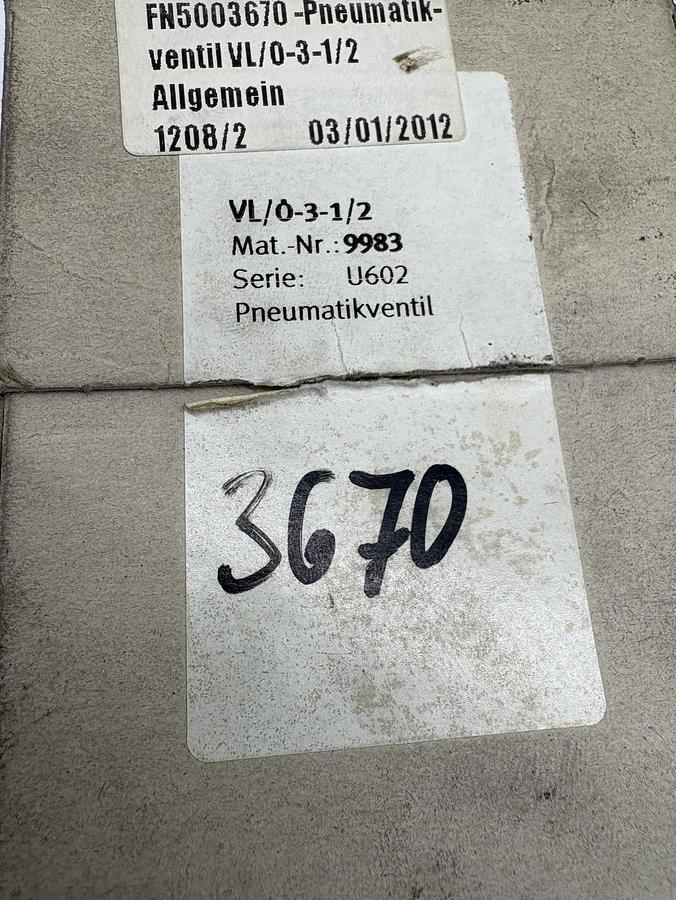 FN5003670-Pneumatik-
ventil VL/O-3-1/2
Allgemein
1208/2 03/01/2012
VL/O-3-1/2
Mat.-Nr.: 9983
Serie: U602
Pneumatikventil
3670